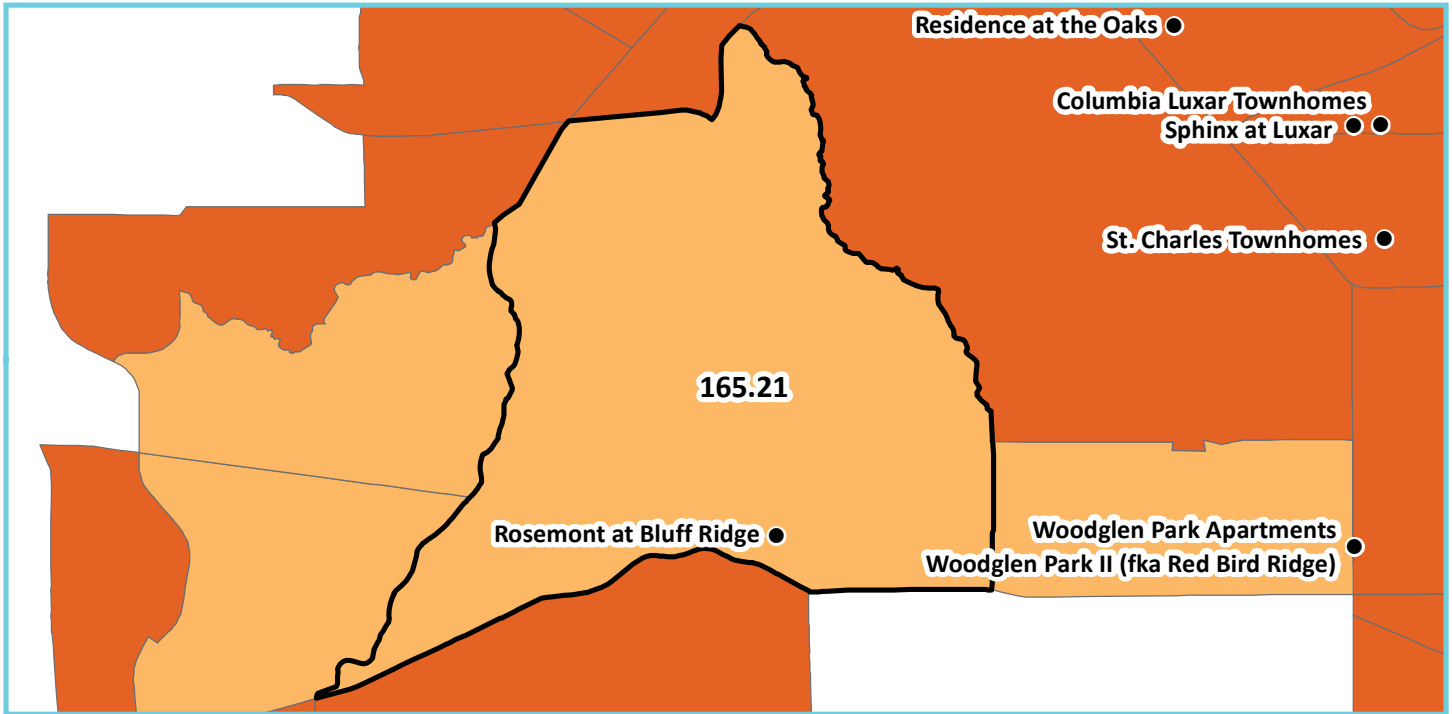 Residence at the Oaks
Columbia Luxar Townhomes
Sphinx at Luxar
St. Charles Townhomes
165.21
Rosemont at Bluff Ridge
Woodglen Park Apartments
Woodglen Park II (fka Red Bird Ridge)